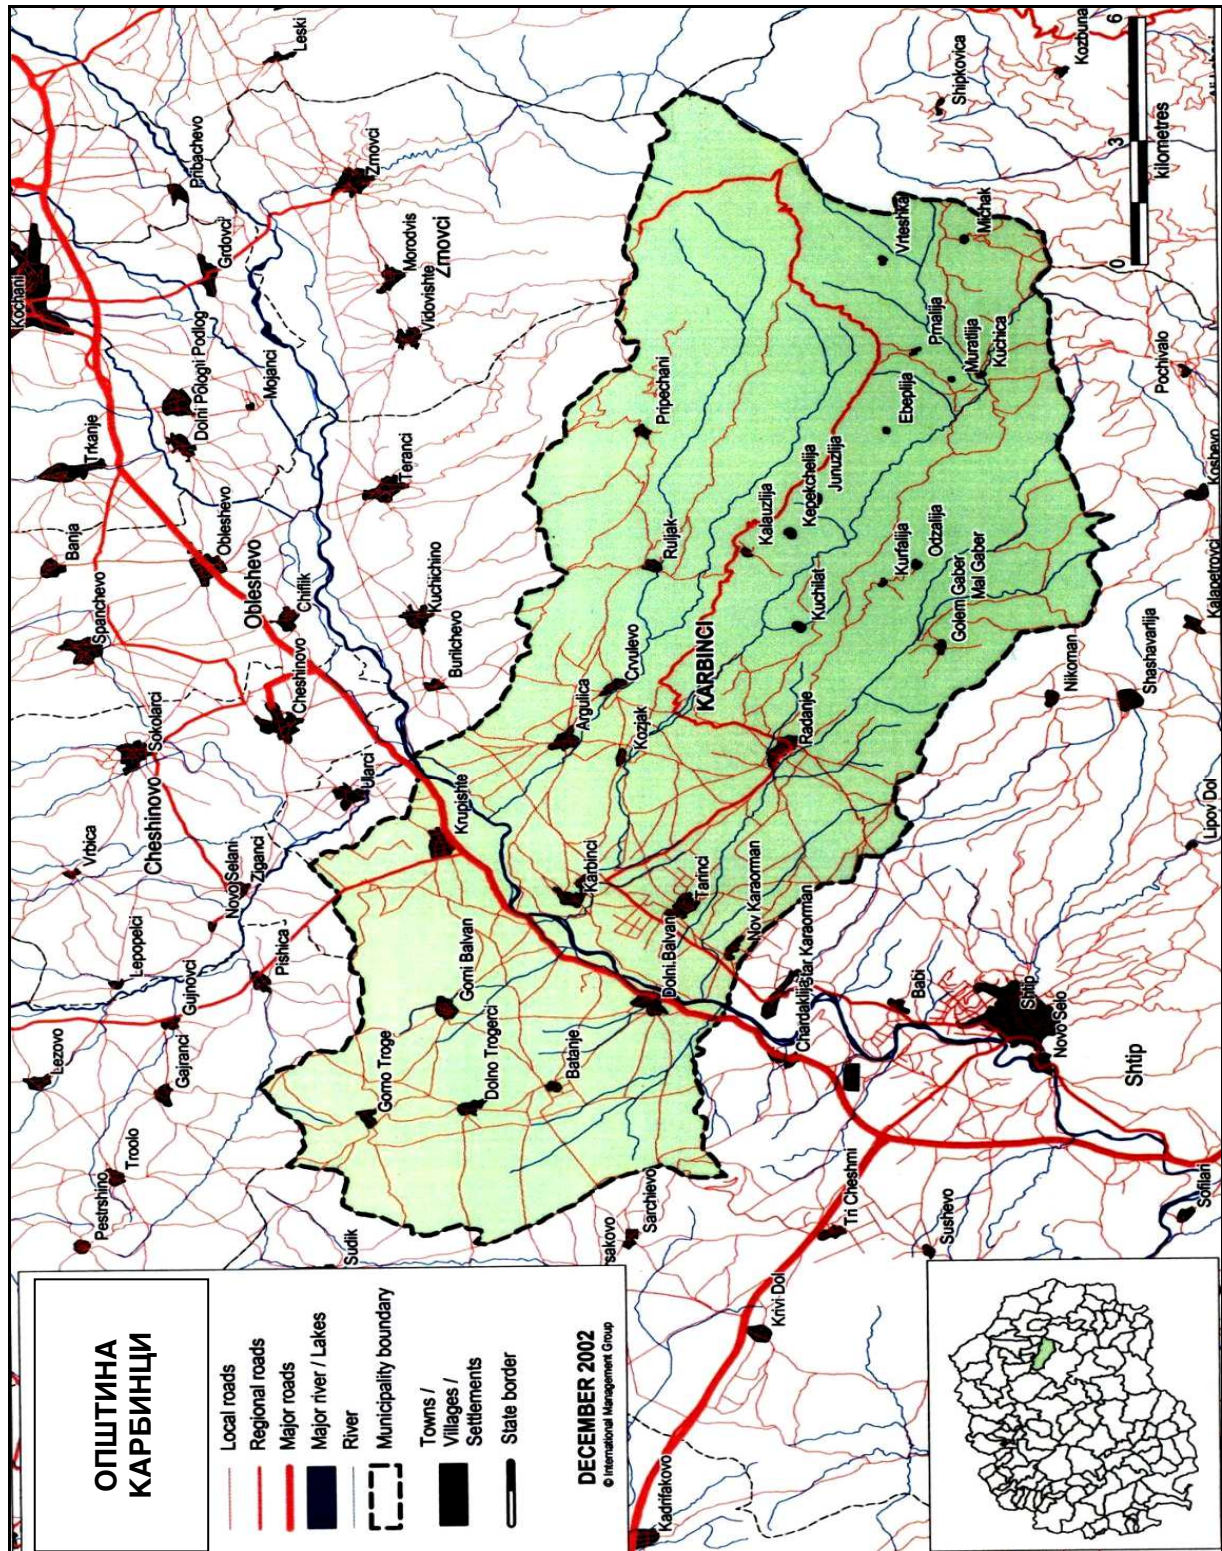 ОПШТИНА
КАРБИНЦИ
Local roads
Regional roads
Major roads
Major river / Lakes
River
Municipality boundary
Towns /
Villages /
Settlements
State border
DECEMBER 2002
© International Management Group
Pestrshino
Troolo
Lezovo
Gajranci
Gujnovci
Lepopelci
Pishica
Vrbica
Novo Selani
Ziganci
Cheshinovo
Sokolarci
Spanchevo
Banja
Trkanje
Kochani
Cheshinovo
Ularci
Obleshevo
Chiflik
Obleshevo
Dolni Pologi Podlog
Mojanci
Grdovci
Pribachevo
Leski
Zrnovci
Morodvis
Zrnovci
Vidovishte
Teranci
Kuchichino
Burilchevo
Sudik
Gorno Troge
Dolno Trogerci
Batanje
Gorni Balvan
Krupishte
Karbinci
Tarinci
Dolni Balvan
Nov Karaorman
Star Karaorman
Chardaklija
Argulica
Kozjak
Crvulevo
KARBINCI
Radanje
Ruljak
Pripechani
Kalauzlija
Kepekchelija
Junuzlija
Kuchilat
Kurfalija
Odzalija
Golem Gaber
Mal Gaber
Ebeplija
Prnalija
Muratlija
Kuchica
Vrteshka
Michak
Shipkovica
Kozbuna
Pochivalo
Koshevo
Kalapetrovci
Shashavarlija
Nikoman
Lipov Dol
Babi
Shtip
Novo Selo
Shtip
Sarchievo
rsakovo
Tri Cheshmi
Sushevo
Sofilari
Krivi Dol
Kadrifakovo
0 3 6
kilometres